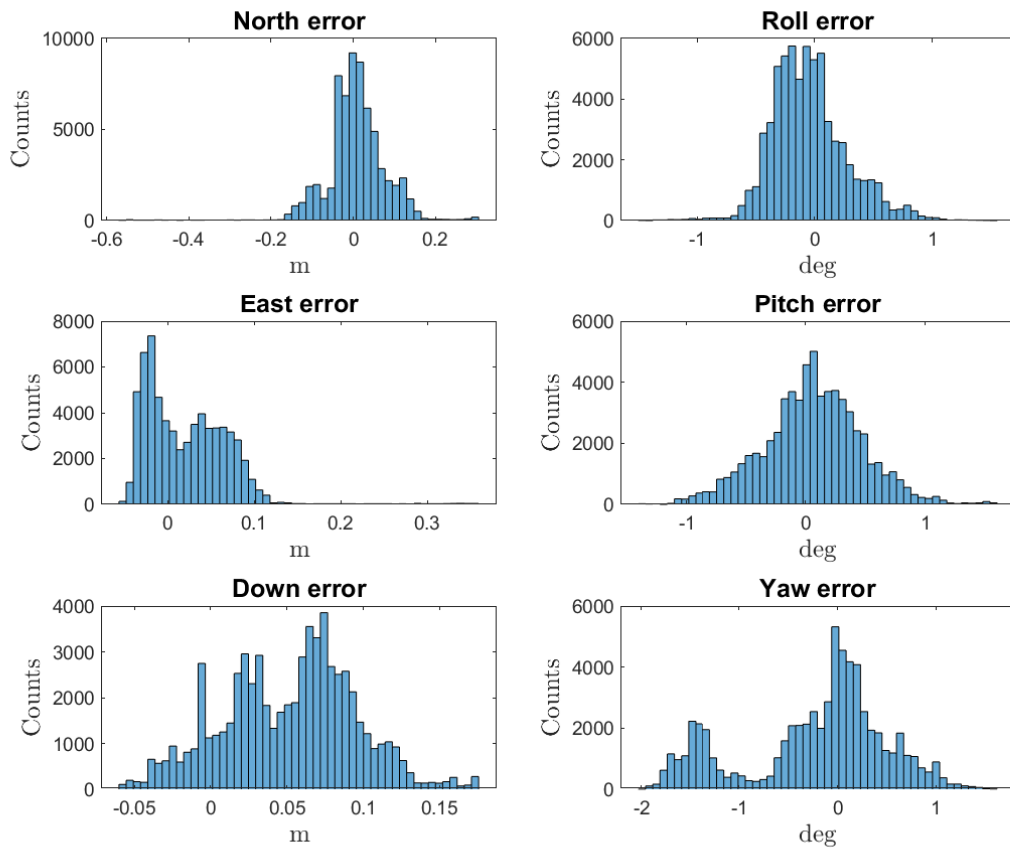 North error
10000
5000
0
Counts
-0.6 -0.4 -0.2 0 0.2
m
Roll error
6000
4000
2000
0
Counts
-1 0 1
deg
East error
8000
6000
4000
2000
0
Counts
0 0.1 0.2 0.3
m
Pitch error
6000
4000
2000
0
Counts
-1 0 1
deg
Down error
4000
3000
2000
1000
0
Counts
-0.05 0 0.05 0.1 0.15
m
Yaw error
6000
4000
2000
0
Counts
-2 -1 0 1
deg